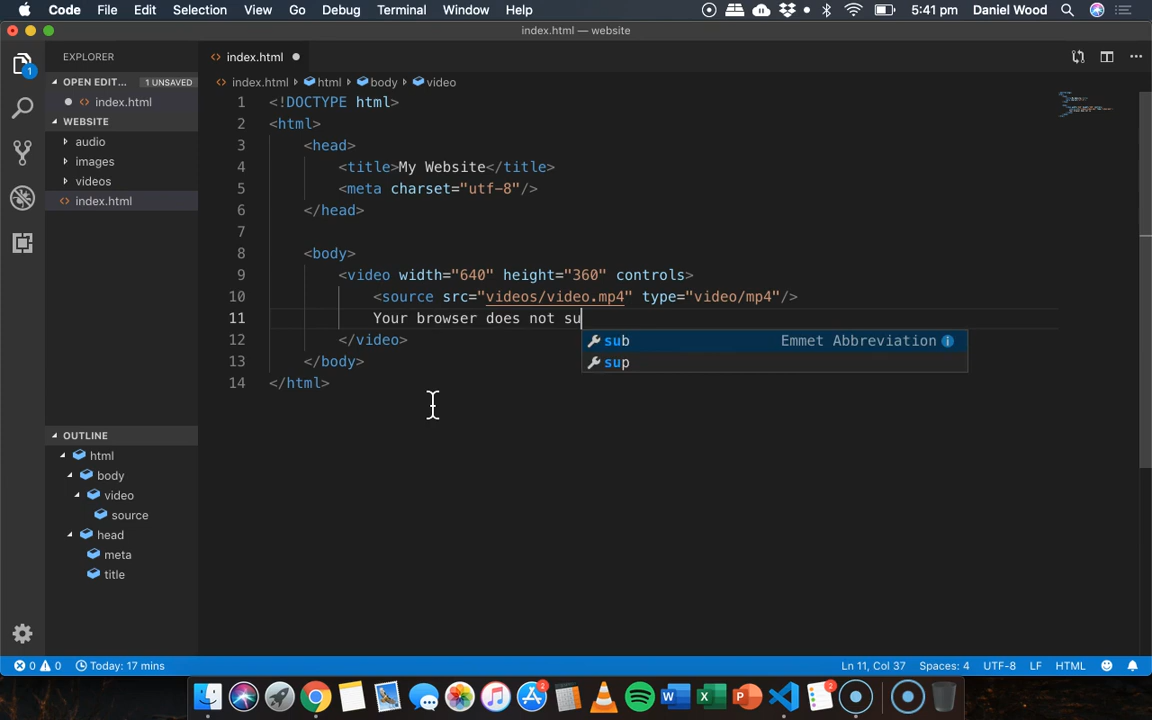 Code File Edit Selection View Go Debug Terminal Window Help 5:41 pm Daniel Wood
index.html — website
EXPLORER
OPEN EDIT... 1 UNSAVED
index.html
WEBSITE
audio
images
videos
index.html
OUTLINE
html
body
video
source
head
meta
title
index.html
index.html html body video
1 <!DOCTYPE html>
2 <html>
3 <head>
4 <title>My Website</title>
5 <meta charset="utf-8"/>
6 </head>
7
8 <body>
9 <video width="640" height="360" controls>
10 <source src="videos/video.mp4" type="video/mp4"/>
11 Your browser does not su
12 </video>
13 </body>
14 </html>
sub Emmet Abbreviation
sup
0 0 Today: 17 mins Ln 11, Col 37 Spaces: 4 UTF-8 LF HTML